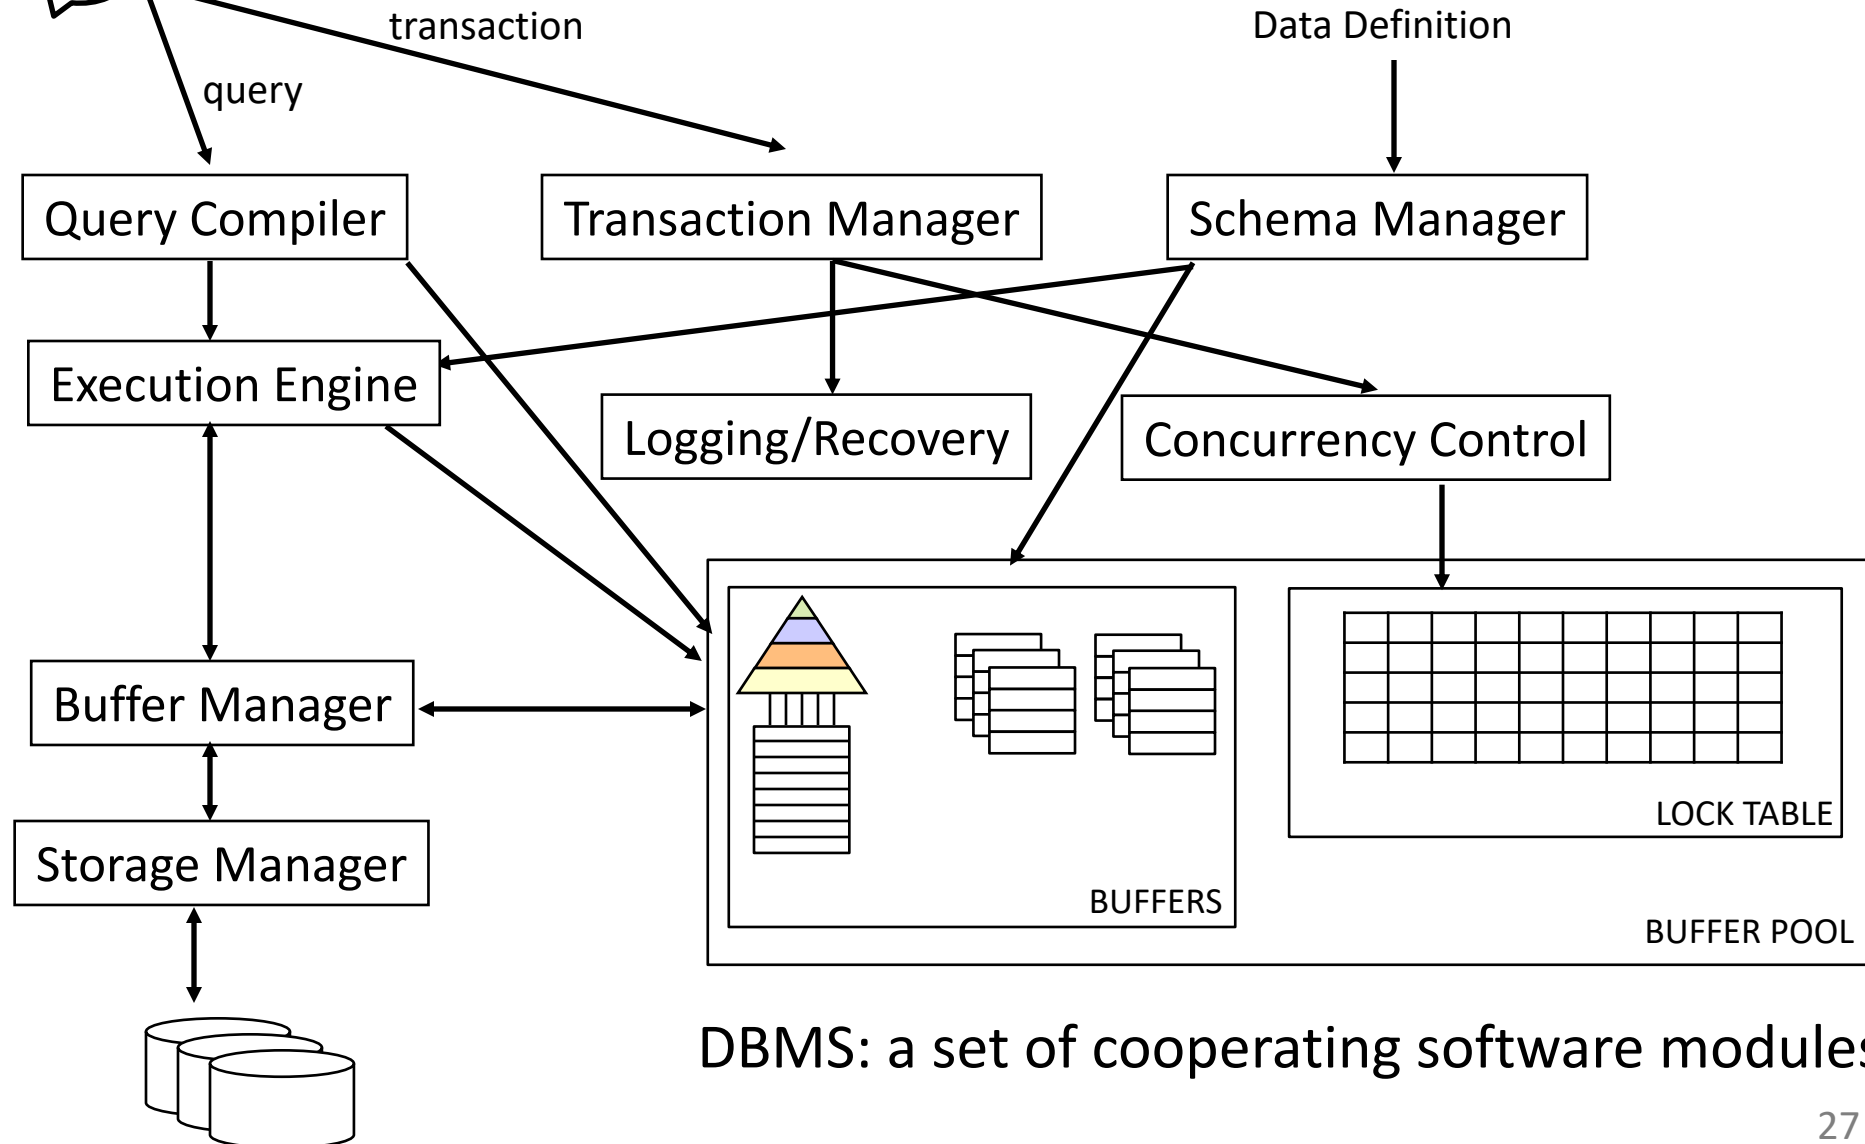 transaction
Data Definition
query
Query Compiler
Transaction Manager
Schema Manager
Execution Engine
Logging/Recovery
Concurrency Control
Buffer Manager
LOCK TABLE
Storage Manager
BUFFERS
BUFFER POOL
DBMS: a set of cooperating software modules
27